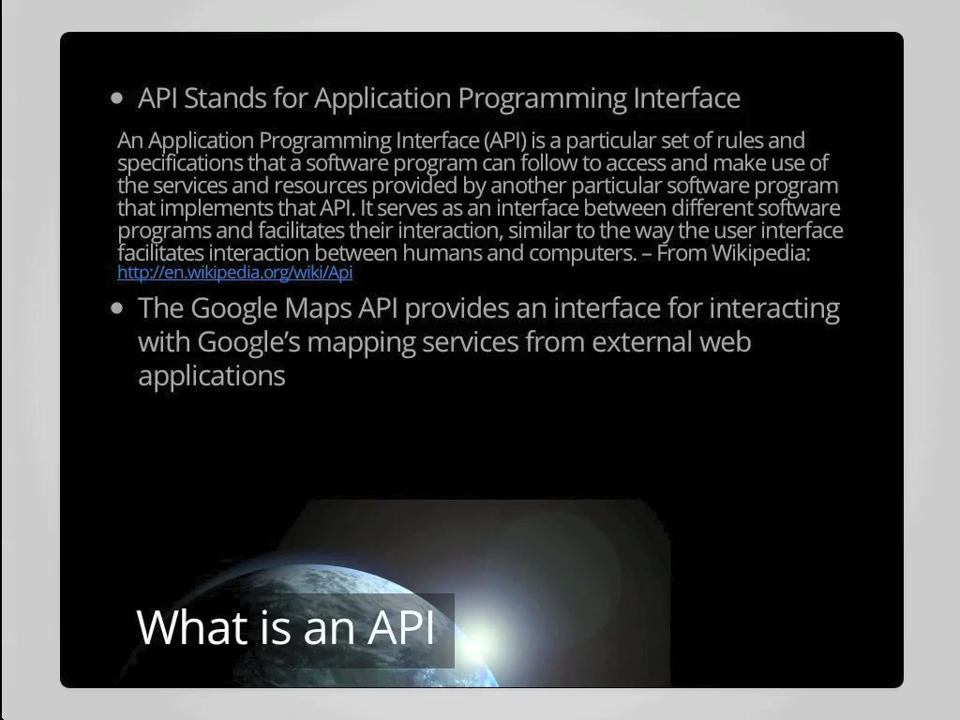 • API Stands for Application Programming Interface
An Application Programming Interface (API) is a particular set of rules and
specifications that a software program can follow to access and make use of
the services and resources provided by another particular software program
that implements that API. It serves as an interface between different software
programs and facilitates their interaction, similar to the way the user interface
facilitates interaction between humans and computers. – From Wikipedia:
http://en.wikipedia.org/wiki/Api
• The Google Maps API provides an interface for interacting
with Google's mapping services from external web
applications
What is an API